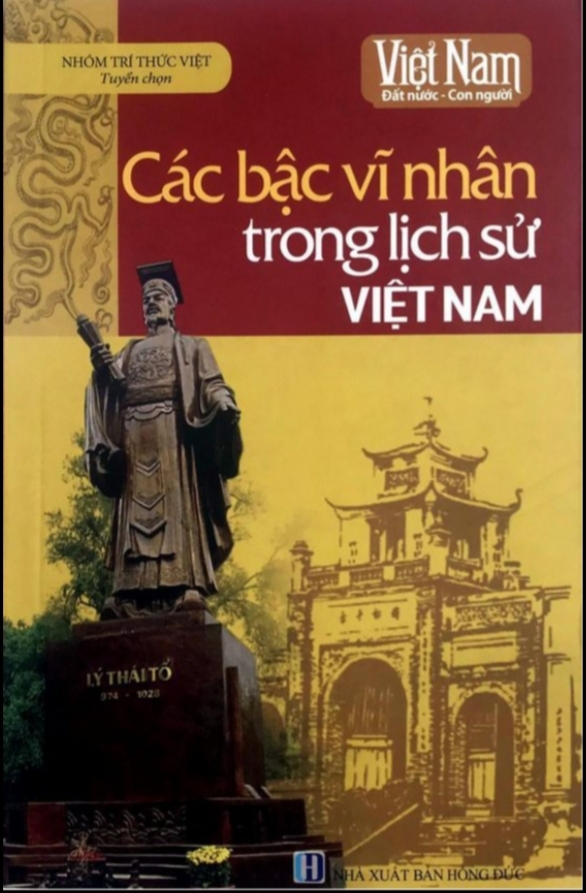 NHÓM TRÍ THỨC VIỆT
Tuyển chọn
Việt Nam
Đất nước - Con người
Các bậc vĩ nhân
trong lịch sử
VIỆT NAM
LÝ THÁI TỔ
974 - 1028
H NHÀ XUẤT BẢN HỒNG ĐỨC